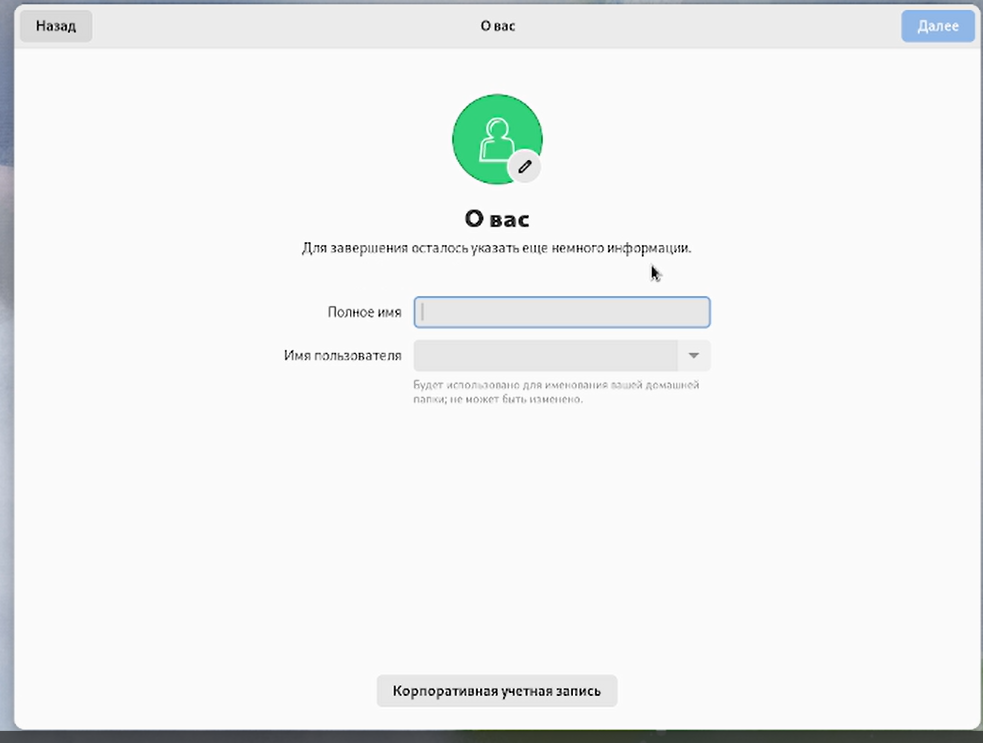 Назад
О вас
Далее
О вас
Для завершения осталось указать еще немного информации.
Полное имя
Имя пользователя
Будет использовано для именования вашей домашней
папки; не может быть изменено.
Корпоративная учетная запись